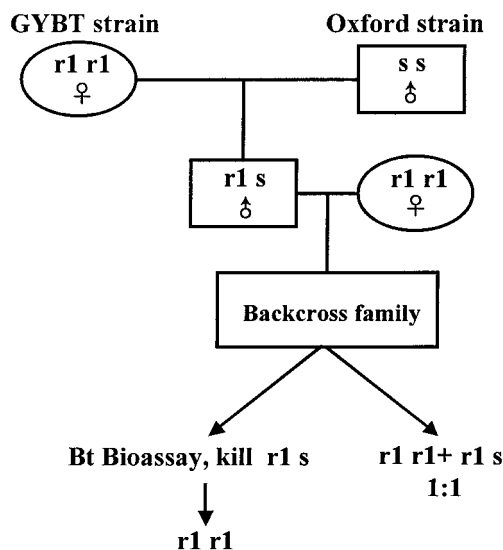 GYBT strain
Oxford strain
r1 r1
♀
s s
♂
r1 s
♂
r1 r1
♀
Backcross family
Bt Bioassay, kill r1 s
r1 r1+ r1 s
1:1
r1 r1